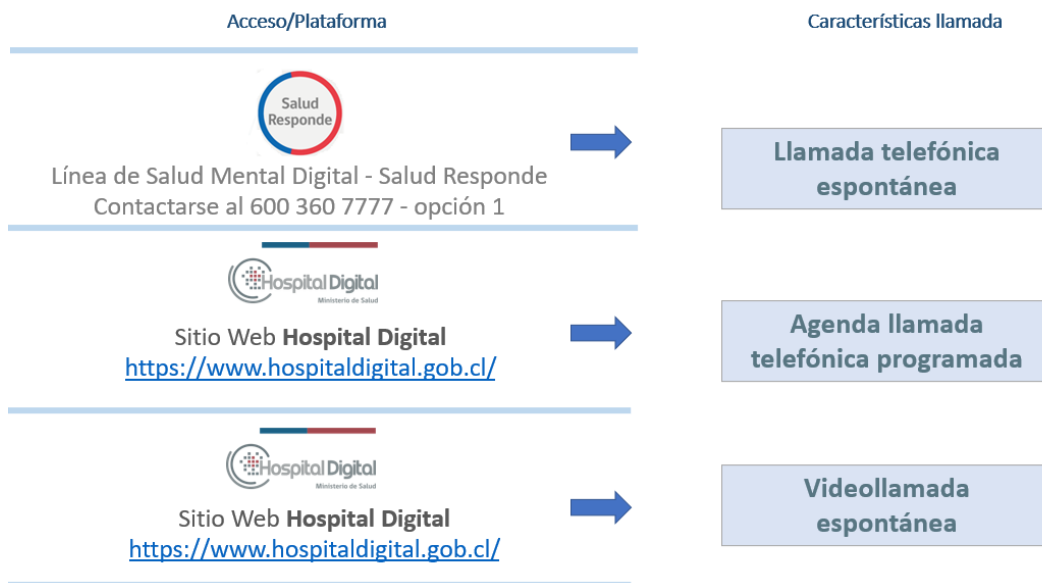 Acceso/Plataforma
Características llamada
Salud
Responde
Línea de Salud Mental Digital - Salud Responde
Contactarse al 600 360 7777 - opción 1
Llamada telefónica
espontánea
Hospital Digital
Ministerio de Salud
Sitio Web Hospital Digital
https://www.hospitaldigital.gob.cl/
Agenda llamada
telefónica programada
Hospital Digital
Ministerio de Salud
Sitio Web Hospital Digital
https://www.hospitaldigital.gob.cl/
Videollamada
espontánea